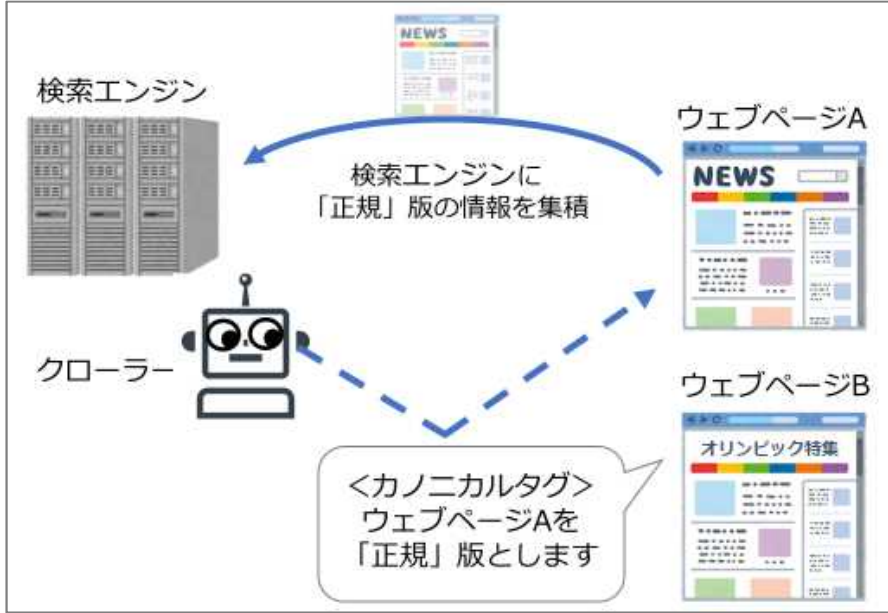 NEWS
検索エンジン
ウェブページA
検索エンジンに
「正規」版の情報を集積
NEWS
クローラー
ウェブページB
オリンピック特集
<カノニカルタグ>
ウェブページAを
「正規」版とします